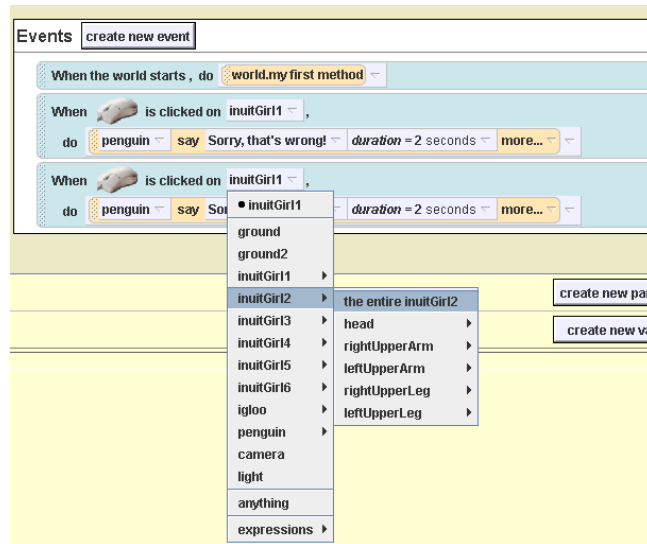 Events create new event
When the world starts , do world.my first method
When is clicked on inuitGirl1 ,
do penguin say Sorry, that's wrong! duration = 2 seconds more...
When is clicked on inuitGirl1 ,
do penguin say Sor duration = 2 seconds more...
inuitGirl1
ground
ground2
inuitGirl1
inuitGirl2 the entire inuitGirl2
inuitGirl3 head
inuitGirl4 rightUpperArm
inuitGirl5 leftUpperArm
inuitGirl6 rightUpperLeg
igloo leftUpperLeg
penguin
camera
light
anything
expressions
create new par
create new va